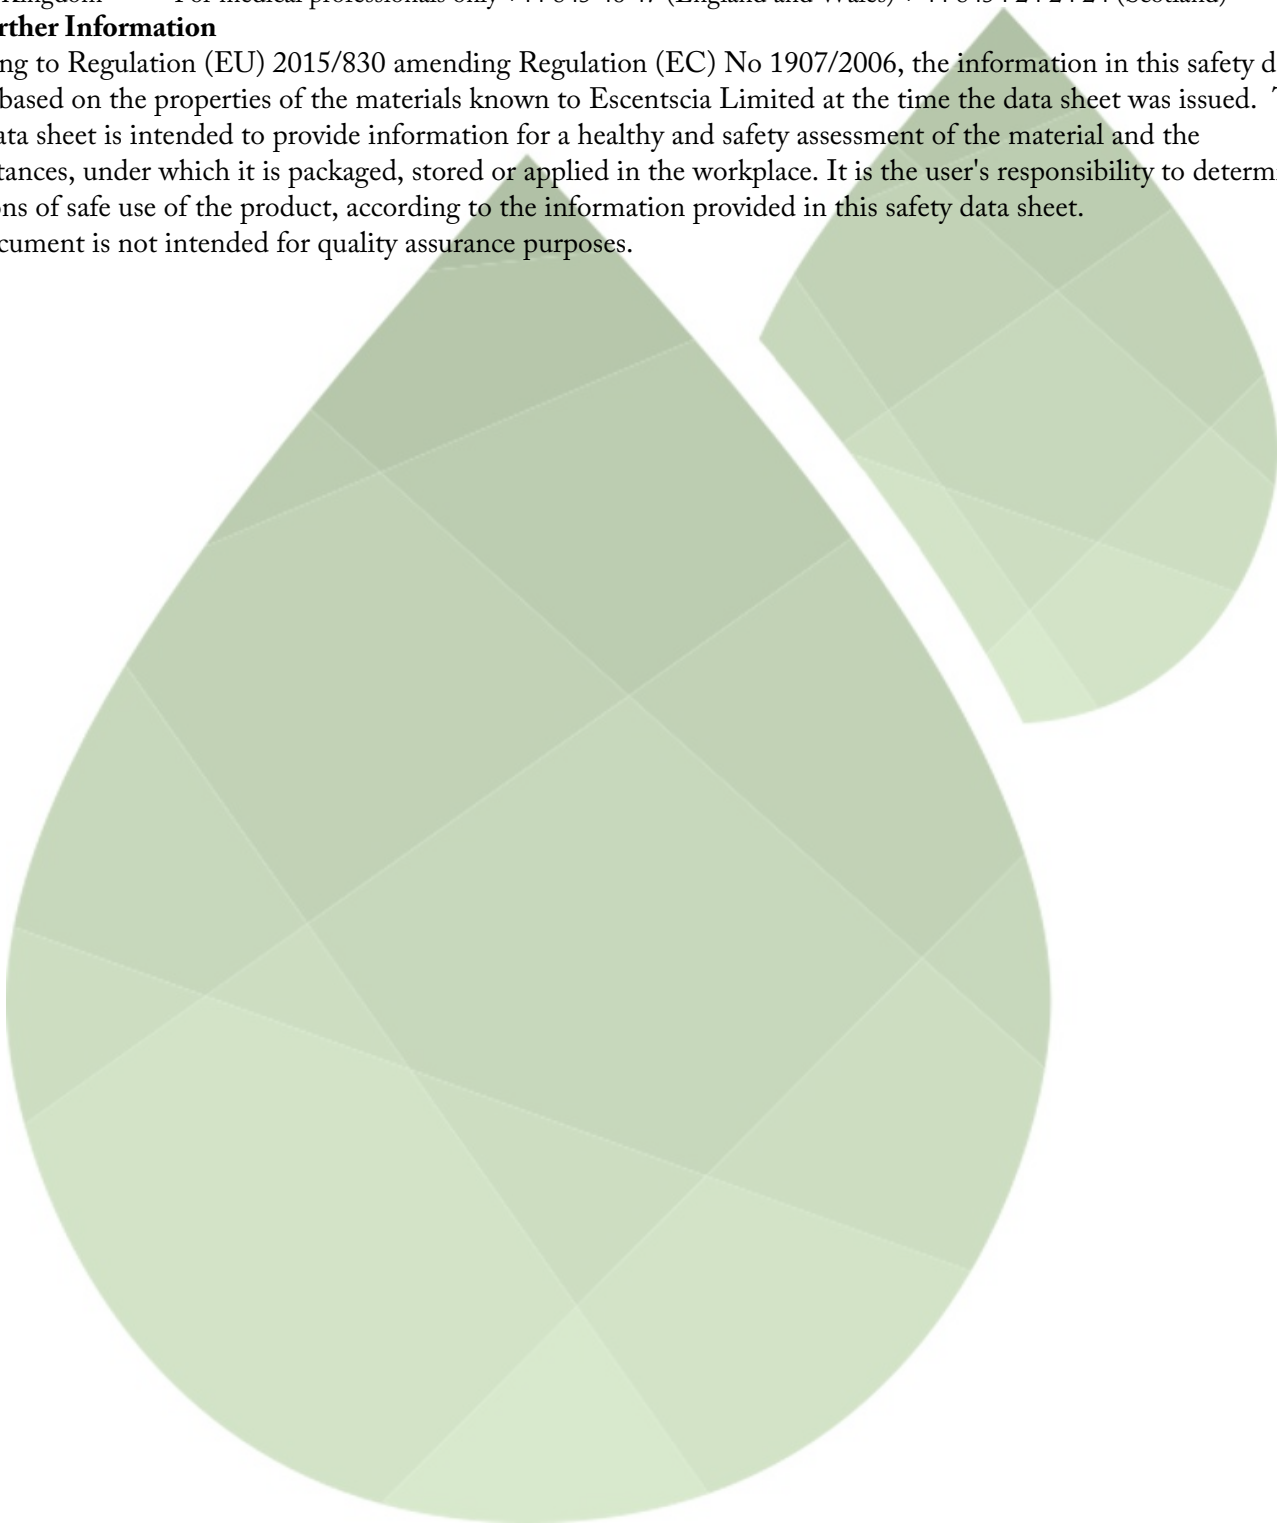 Kingdom For medical professionals only (England and Wales) (Scotland)
rther Information
ng to Regulation (EU) 2015/830 amending Regulation (EC) No 1907/2006, the information in this safety d
based on the properties of the materials known to Escentscia Limited at the time the data sheet was issued. T
ata sheet is intended to provide information for a healthy and safety assessment of the material and the
tances, under which it is packaged, stored or applied in the workplace. It is the user's responsibility to determi
ons of safe use of the product, according to the information provided in this safety data sheet.
cument is not intended for quality assurance purposes.